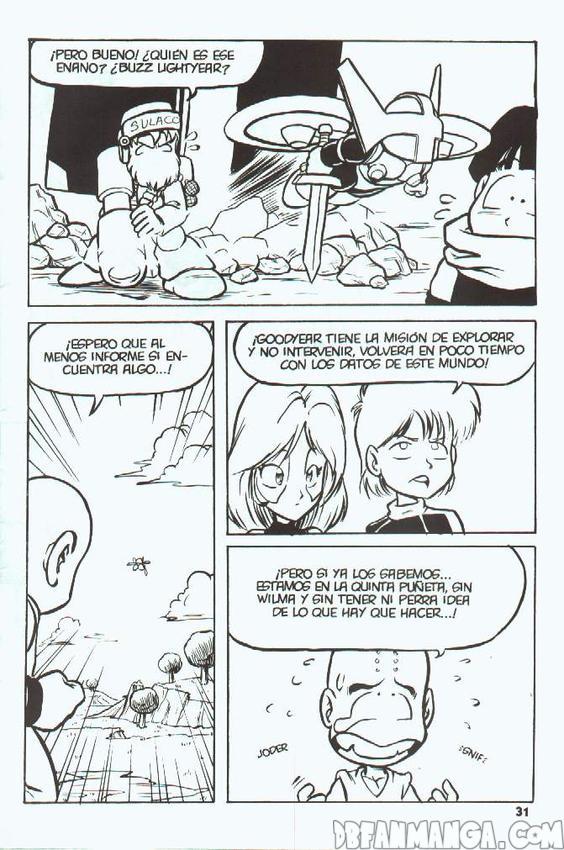 ¡PERO BUENO! ¿QUIÉN ES ESE
ENANO? ¿BUZZ LIGHTYEAR?
SULACO
¡ESPERO QUE AL
MENOS INFORME SI EN-
CUENTRA ALGO...!
¡GOODYEAR TIENE LA MISIÓN DE EXPLORAR
Y NO INTERVENIR, VOLVERA EN POCO TIEMPO
CON LOS DATOS DE ESTE MUNDO!
¡PERO SI YA LOS SABEMOS...
ESTAMOS EN LA QUINTA PUÑETA, SIN
WILMA Y SIN TENER NI PERRA IDEA
DE LO QUE HAY QUE HACER...!
JODER
¡SNIF!
31
DBFANMANGA.COM